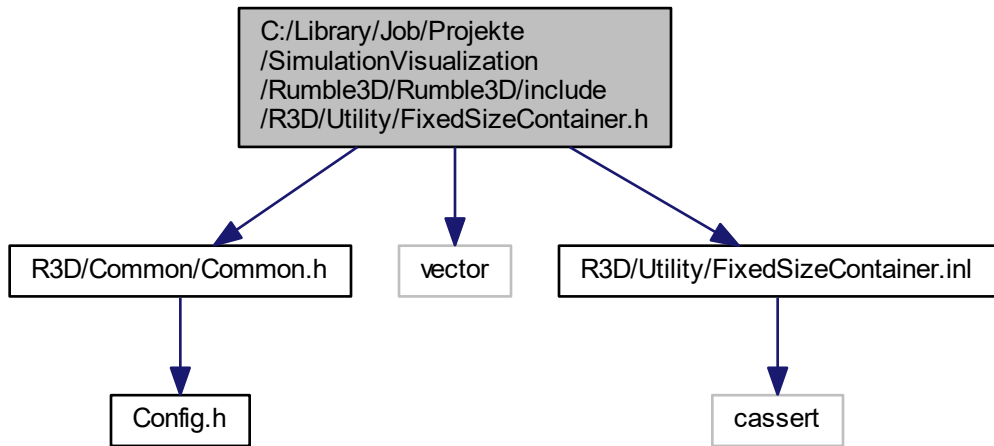 C:/Library/Job/Projekte
/SimulationVisualization
/Rumble3D/Rumble3D/include
/R3D/Utility/FixedSizeContainer.h
R3D/Common/Common.h
vector
R3D/Utility/FixedSizeContainer.inl
Config.h
cassert